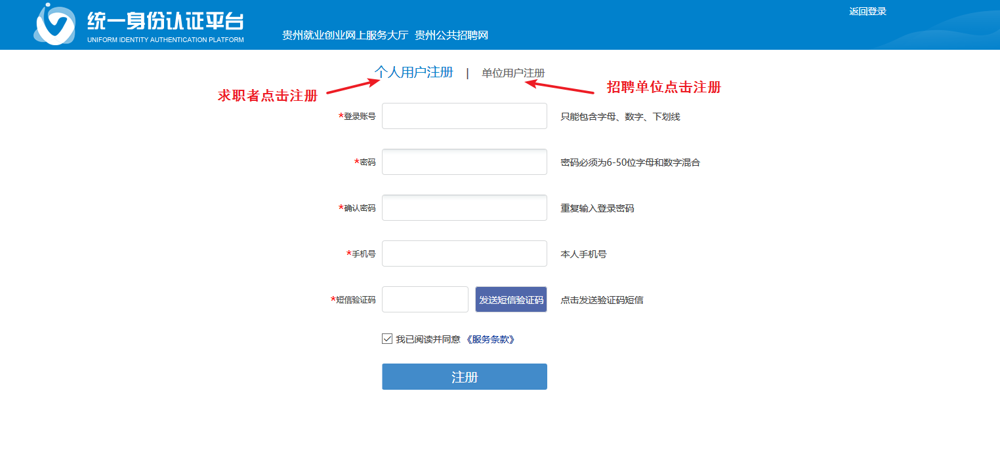 统一身份认证平台
UNIFORM IDENTITY AUTHENTICATION PLATFORM
贵州就业创业网上服务大厅 贵州公共招聘网
返回登录
个人用户注册 | 单位用户注册
求职者点击注册
招聘单位点击注册
*登录账号 只能包含字母、数字、下划线
*密码 密码必须为6-50位字母和数字混合
*确认密码 重复输入登录密码
*手机号 本人手机号
*短信验证码 发送短信验证码 点击发送验证码短信
我已阅读并同意 《服务条款》
注册